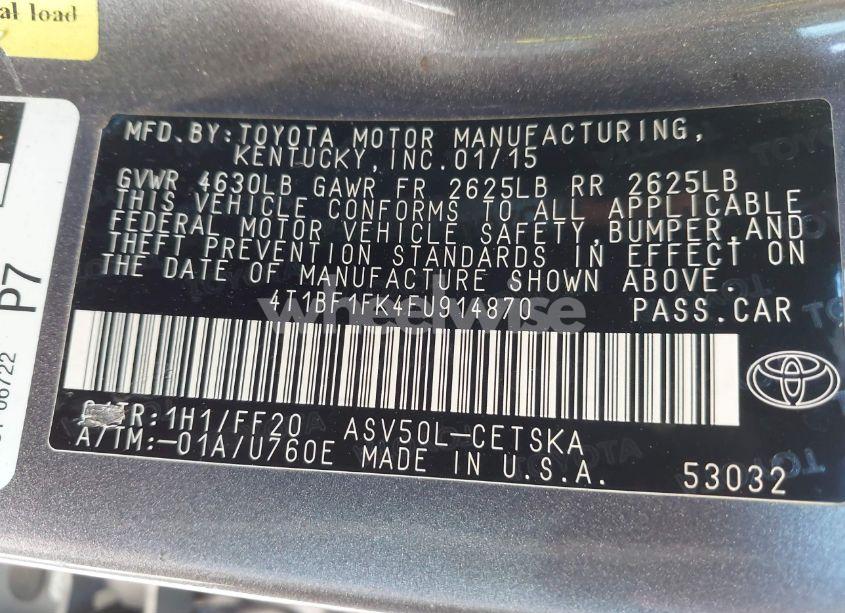 al load
P7
06722
MFD.BY:TOYOTA MOTOR MANUFACTURING,
KENTUCKY,INC.01/15
GVWR 4630LB GAWR FR 2625LB RR 2625LB
THIS VEHICLE CONFORMS TO ALL APPLICABLE
FEDERAL MOTOR VEHICLE SAFETY,BUMPER,AND
THEFT PREVENTION STANDARDS IN EFFECT ON
THE DATE OF MANUFACTURE SHOWN ABOVE.
4T1BF1FK4FU914870 PASS.CAR
wheelwise
:1H1/FF20 ASV50L-CETSKA
A/TM:-01A/U760E MADE IN U.S.A. 53032